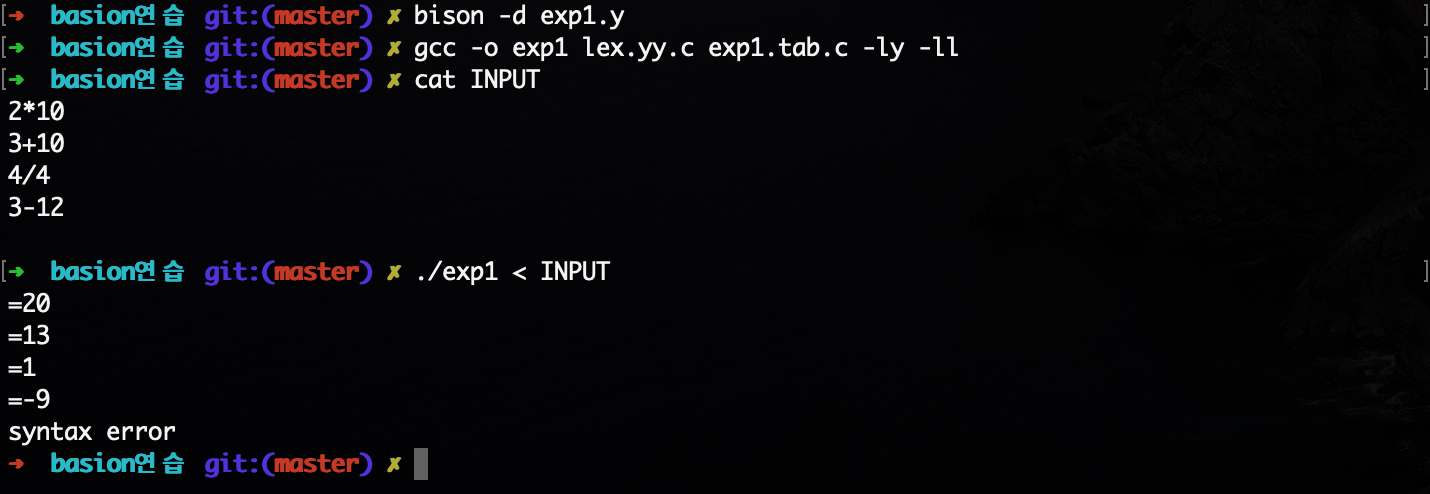 [➜  basion연습 git:(master) ✗ bison -d exp1.y ]
[➜  basion연습 git:(master) ✗ gcc -o exp1 lex.yy.c exp1.tab.c -ly -ll ]
[➜  basion연습 git:(master) ✗ cat INPUT ]
2*10
3+10
4/4
3-12
[➜  basion연습 git:(master) ✗ ./exp1 < INPUT ]
=20
=13
=1
=-9
syntax error
➜  basion연습 git:(master) ✗